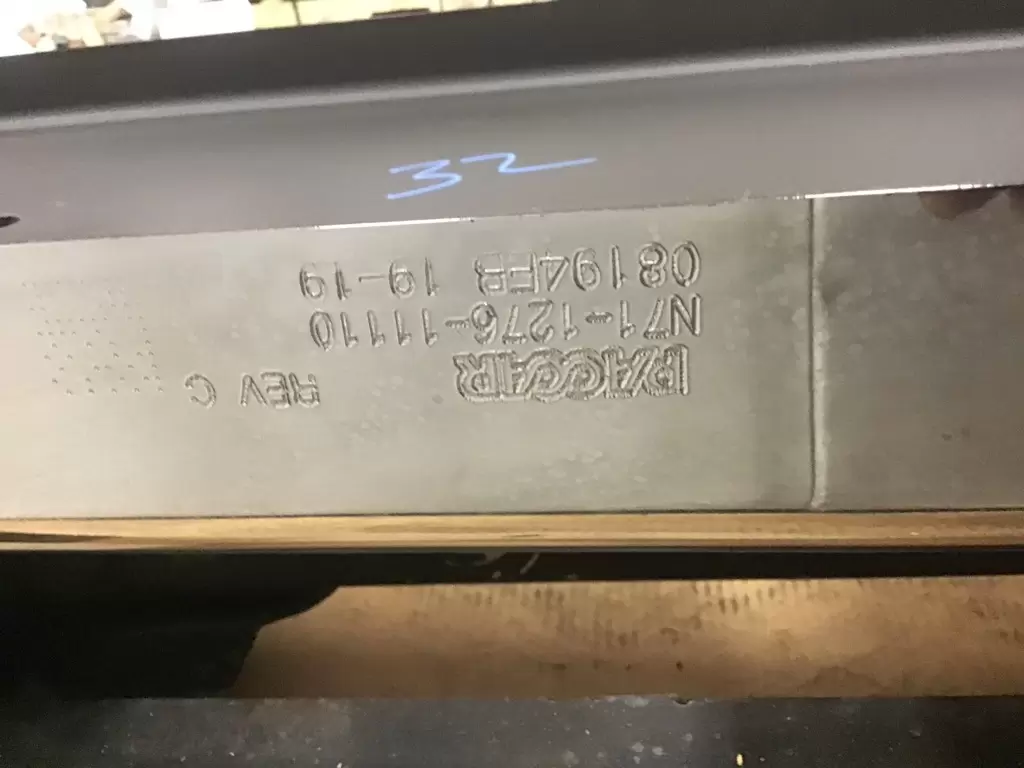 32
PACCAR REV C
N71-1276-11110
08194FB 19-19